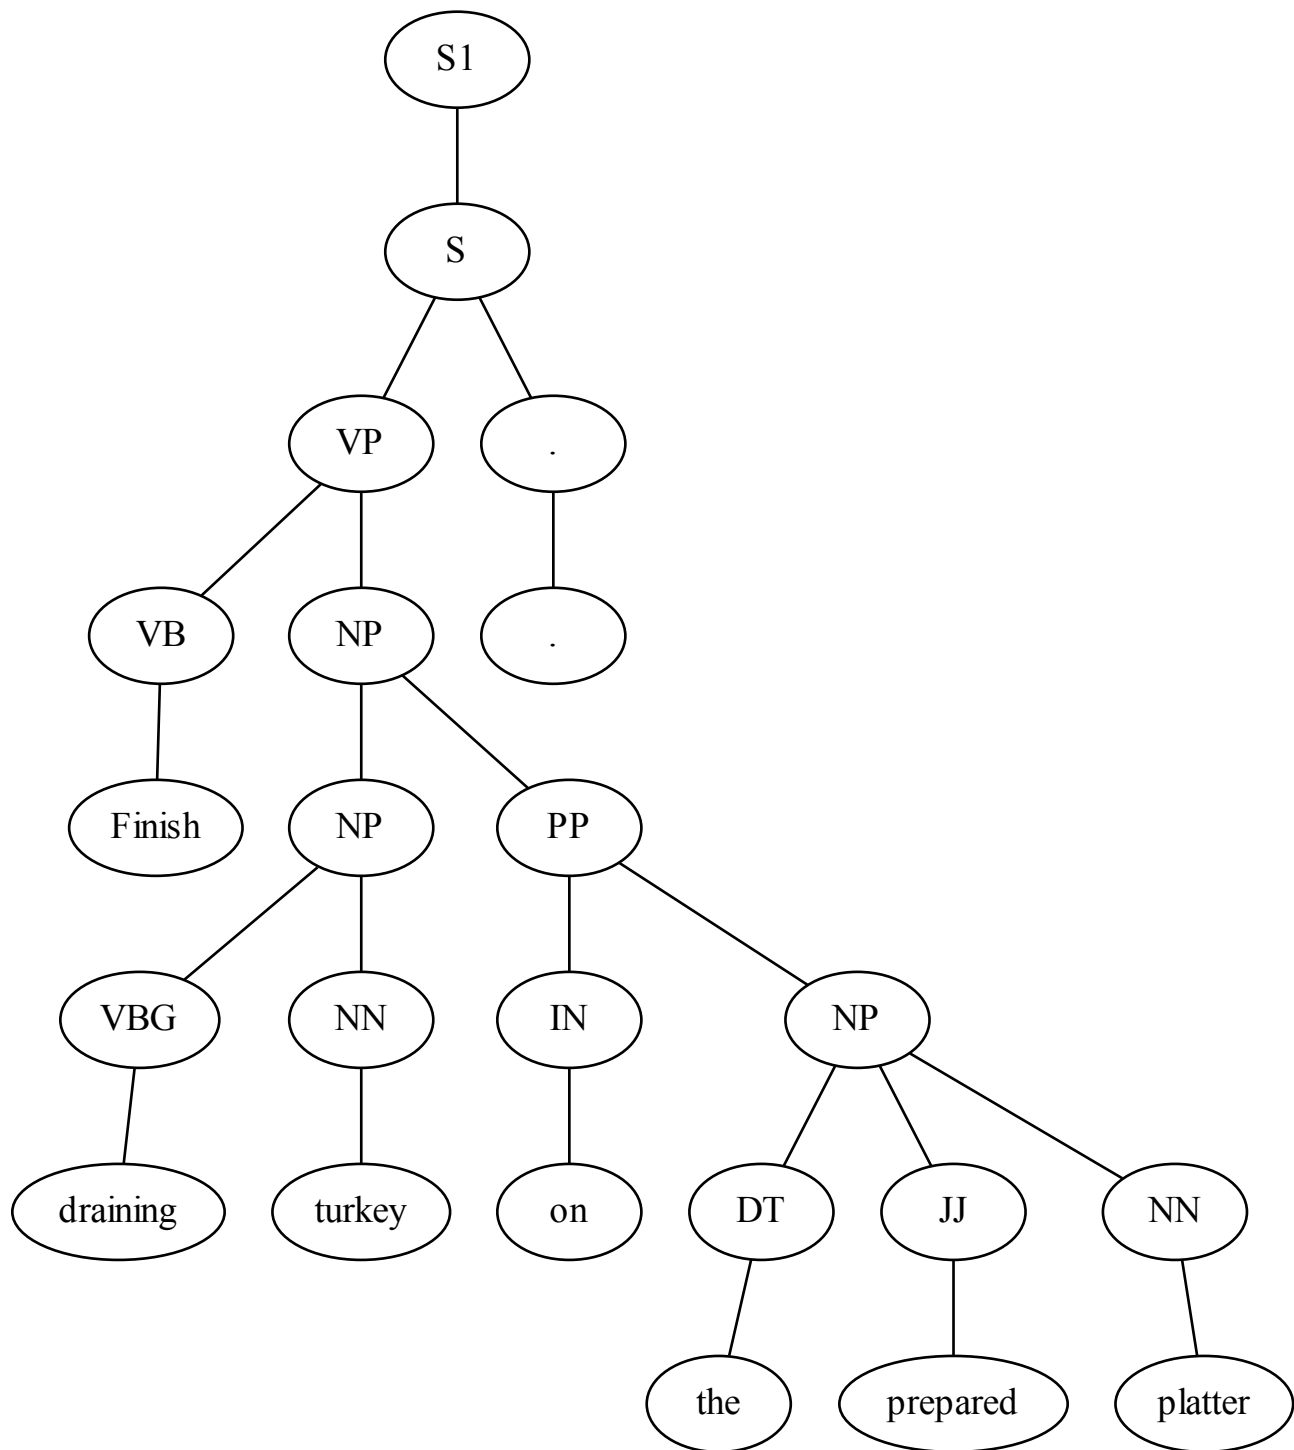 S1
S
VP .
VB NP .
Finish NP PP
VBG NN IN NP
draining turkey on DT JJ NN
the prepared platter